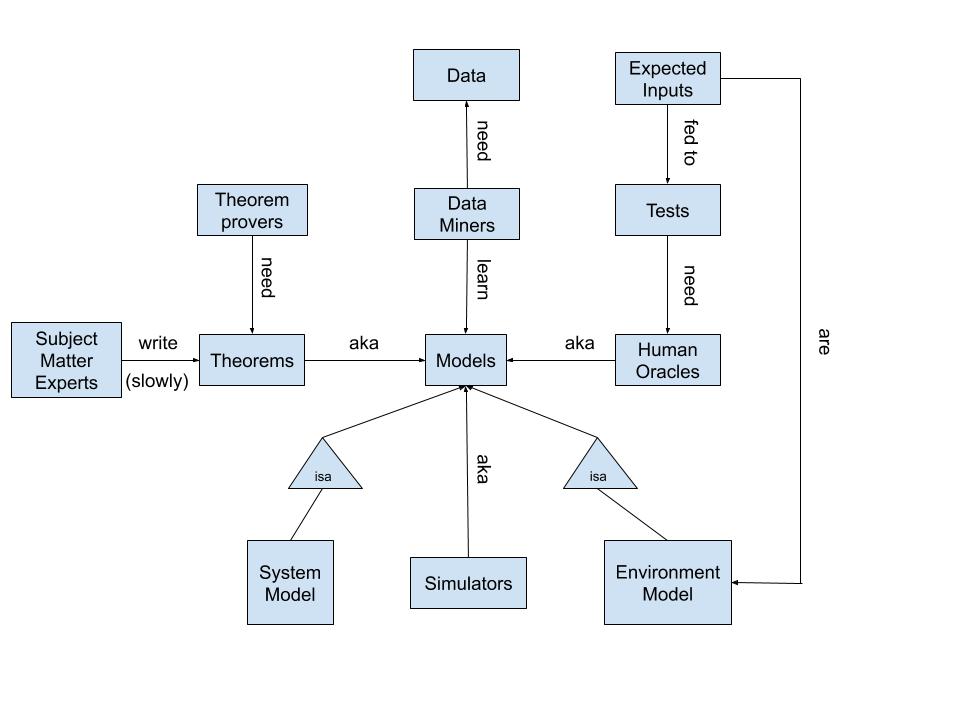 Data
Expected
Inputs
need
fed to
Theorem
provers
Data
Miners
Tests
need
learn
need
are
Subject
Matter
Experts
write
(slowly)
Theorems
aka
Models
aka
Human
Oracles
isa
aka
isa
System
Model
Simulators
Environment
Model